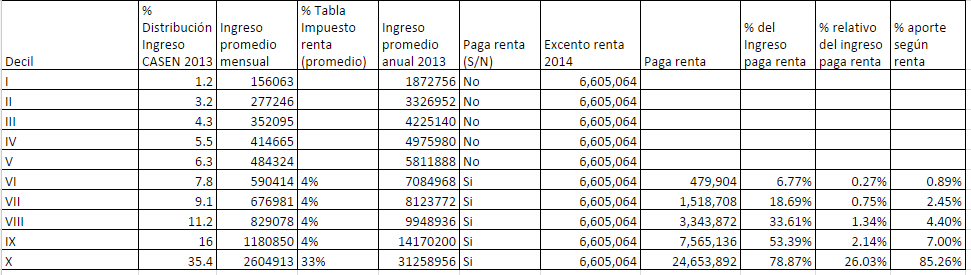 Decil | % Distribución Ingreso CASEN 2013 | Ingreso promedio mensual | % Tabla Impuesto renta (promedio) | Ingreso promedio anual 2013 | Paga renta (S/N) | Excento renta 2014 | Paga renta | % del Ingreso paga renta | % relativo del ingreso paga renta | % aporte según renta
I | 1.2 | 156063 | | 1872756 | No | 6,605,064 | | | |
II | 3.2 | 277246 | | 3326952 | No | 6,605,064 | | | |
III | 4.3 | 352095 | | 4225140 | No | 6,605,064 | | | |
IV | 5.5 | 414665 | | 4975980 | No | 6,605,064 | | | |
V | 6.3 | 484324 | | 5811888 | No | 6,605,064 | | | |
VI | 7.8 | 590414 | 4% | 7084968 | Si | 6,605,064 | 479,904 | 6.77% | 0.27% | 0.89%
VII | 9.1 | 676981 | 4% | 8123772 | Si | 6,605,064 | 1,518,708 | 18.69% | 0.75% | 2.45%
VIII | 11.2 | 829078 | 4% | 9948936 | Si | 6,605,064 | 3,343,872 | 33.61% | 1.34% | 4.40%
IX | 16 | 1180850 | 4% | 14170200 | Si | 6,605,064 | 7,565,136 | 53.39% | 2.14% | 7.00%
X | 35.4 | 2604913 | 33% | 31258956 | Si | 6,605,064 | 24,653,892 | 78.87% | 26.03% | 85.26%